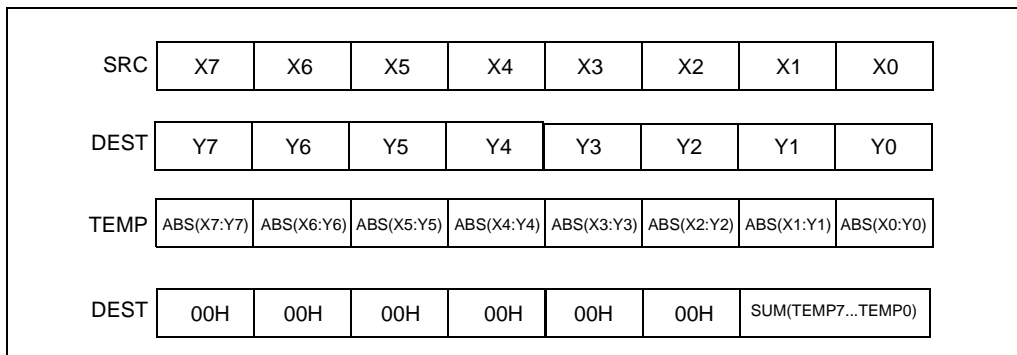 SRC X7 X6 X5 X4 X3 X2 X1 X0
DEST Y7 Y6 Y5 Y4 Y3 Y2 Y1 Y0
TEMP ABS(X7:Y7) ABS(X6:Y6) ABS(X5:Y5) ABS(X4:Y4) ABS(X3:Y3) ABS(X2:Y2) ABS(X1:Y1) ABS(X0:Y0)
DEST 00H 00H 00H 00H 00H 00H SUM(TEMP7...TEMP0)